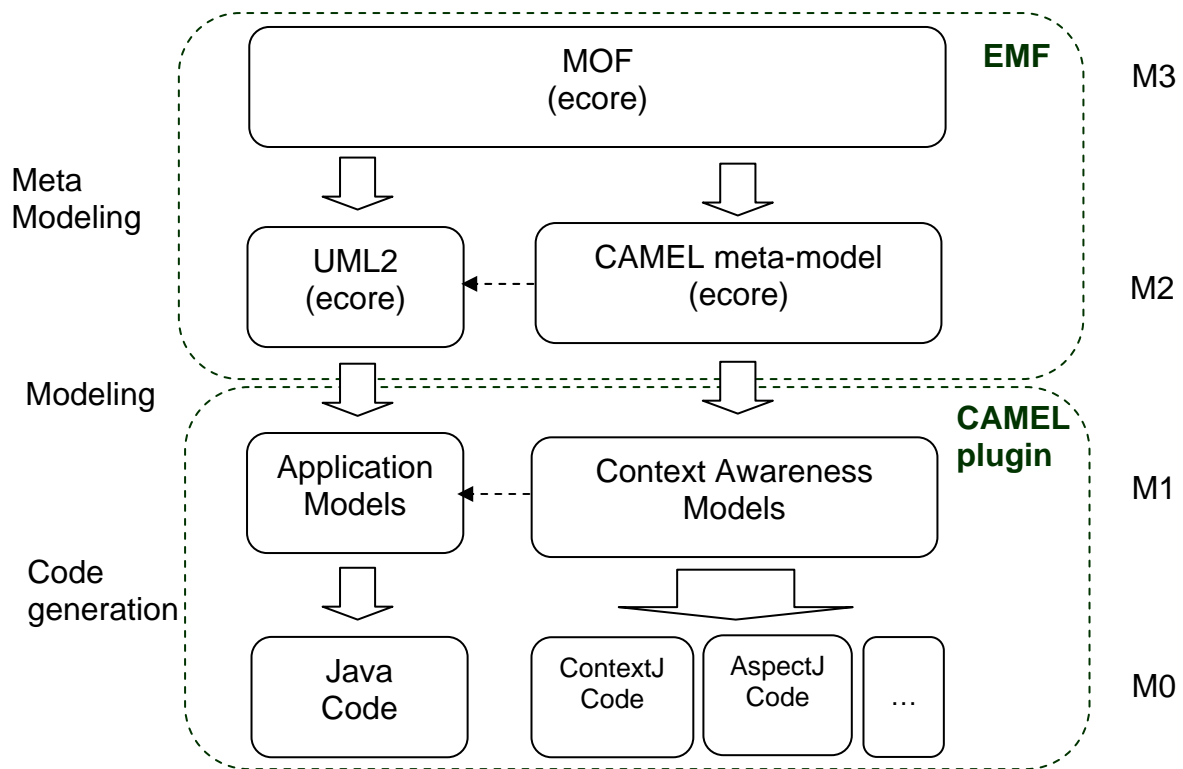 MOF
(ecore)
EMF
M3
Meta
Modeling
UML2
(ecore)
CAMEL meta-model
(ecore)
M2
Modeling
CAMEL
plugin
Application
Models
Context Awareness
Models
M1
Code
generation
Java
Code
ContextJ
Code
AspectJ
Code
...
M0